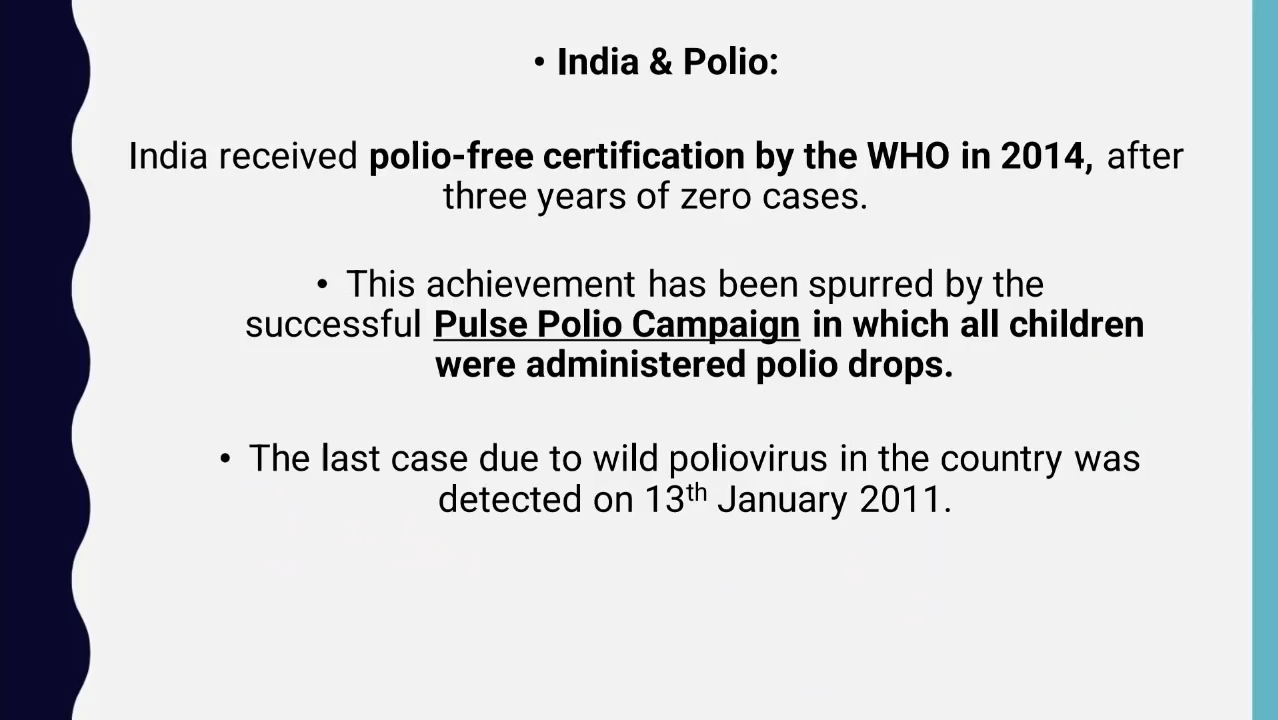 • India & Polio:
India received polio-free certification by the WHO in 2014, after
three years of zero cases.
• This achievement has been spurred by the
successful Pulse Polio Campaign in which all children
were administered polio drops.
• The last case due to wild poliovirus in the country was
detected on 13th January 2011.